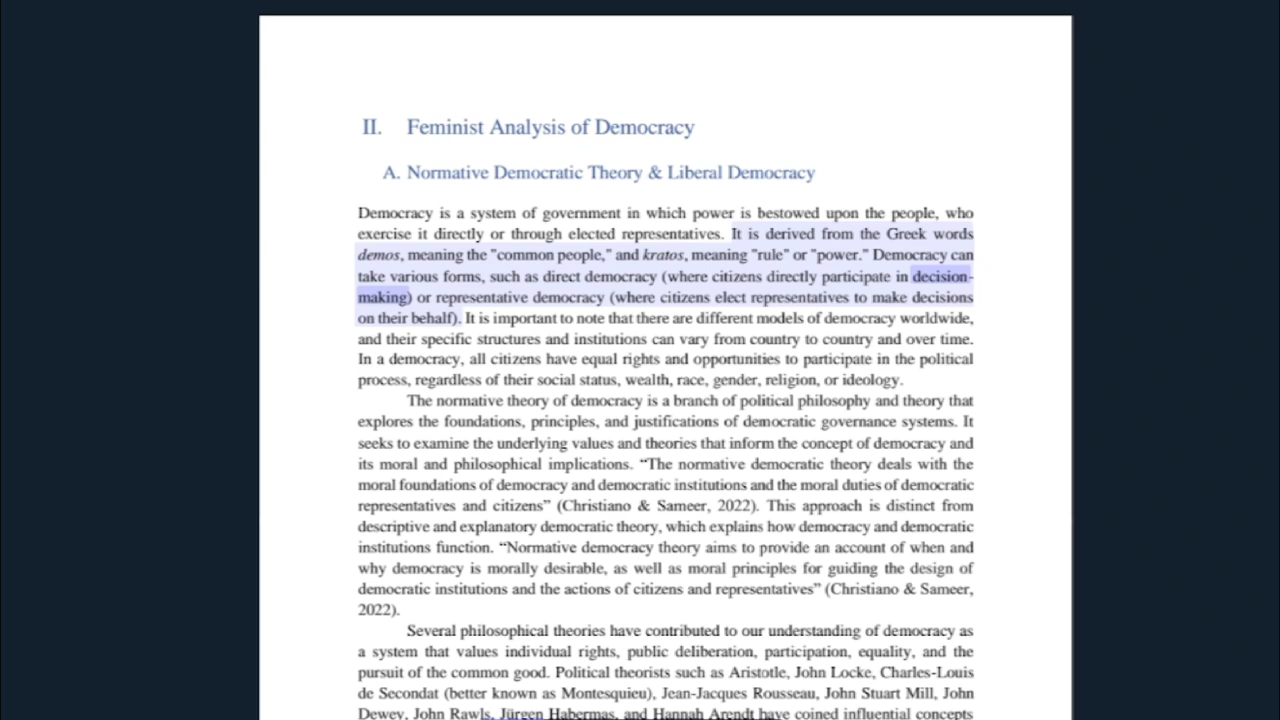 II. Feminist Analysis of Democracy
A. Normative Democratic Theory & Liberal Democracy
Democracy is a system of government in which power is bestowed upon the people, who
exercise it directly or through elected representatives. It is derived from the Greek words
demos, meaning the "common people," and kratos, meaning "rule" or "power." Democracy can
take various forms, such as direct democracy (where citizens directly participate in decision-
making) or representative democracy (where citizens elect representatives to make decisions
on their behalf). It is important to note that there are different models of democracy worldwide,
and their specific structures and institutions can vary from country to country and over time.
In a democracy, all citizens have equal rights and opportunities to participate in the political
process, regardless of their social status, wealth, race, gender, religion, or ideology.
The normative theory of democracy is a branch of political philosophy and theory that
explores the foundations, principles, and justifications of democratic governance systems. It
seeks to examine the underlying values and theories that inform the concept of democracy and
its moral and philosophical implications. “The normative democratic theory deals with the
moral foundations of democracy and democratic institutions and the moral duties of democratic
representatives and citizens” (Christiano & Sameer, 2022). This approach is distinct from
descriptive and explanatory democratic theory, which explains how democracy and democratic
institutions function. “Normative democracy theory aims to provide an account of when and
why democracy is morally desirable, as well as moral principles for guiding the design of
democratic institutions and the actions of citizens and representatives” (Christiano & Sameer,
2022).
Several philosophical theories have contributed to our understanding of democracy as
a system that values individual rights, public deliberation, participation, equality, and the
pursuit of the common good. Political theorists such as Aristotle, John Locke, Charles-Louis
de Secondat (better known as Montesquieu), Jean-Jacques Rousseau, John Stuart Mill, John
Dewey, John Rawls, Jürgen Habermas, and Hannah Arendt have coined influential concepts